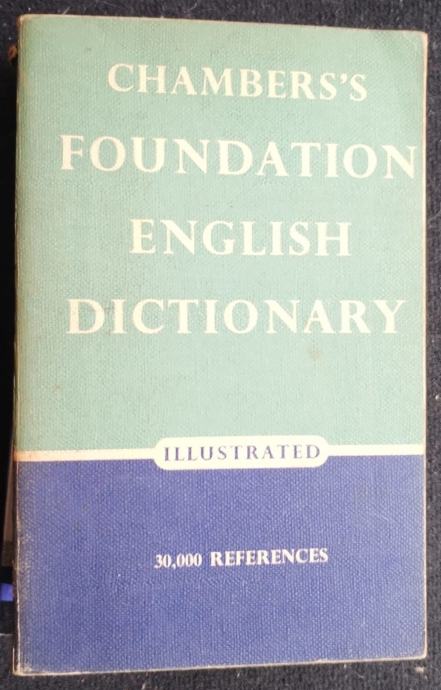 CHAMBERS'S
FOUNDATION
ENGLISH
DICTIONARY
ILLUSTRATED
30,000 REFERENCES